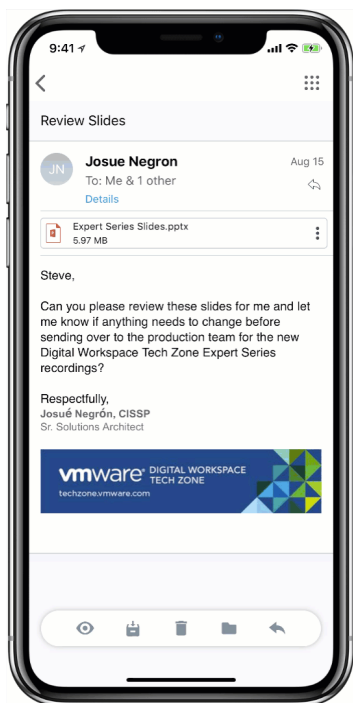 9:41
Review Slides
JN
Josue Negron
Aug 15
To: Me & 1 other
Details
Expert Series Slides.pptx
5.97 MB
Steve,
Can you please review these slides for me and let
me know if anything needs to change before
sending over to the production team for the new
Digital Workspace Tech Zone Expert Series
recordings?
Respectfully,
Josué Negrón, CISSP
Sr. Solutions Architect
vmware® DIGITAL WORKSPACE
TECH ZONE
techzone.vmware.com